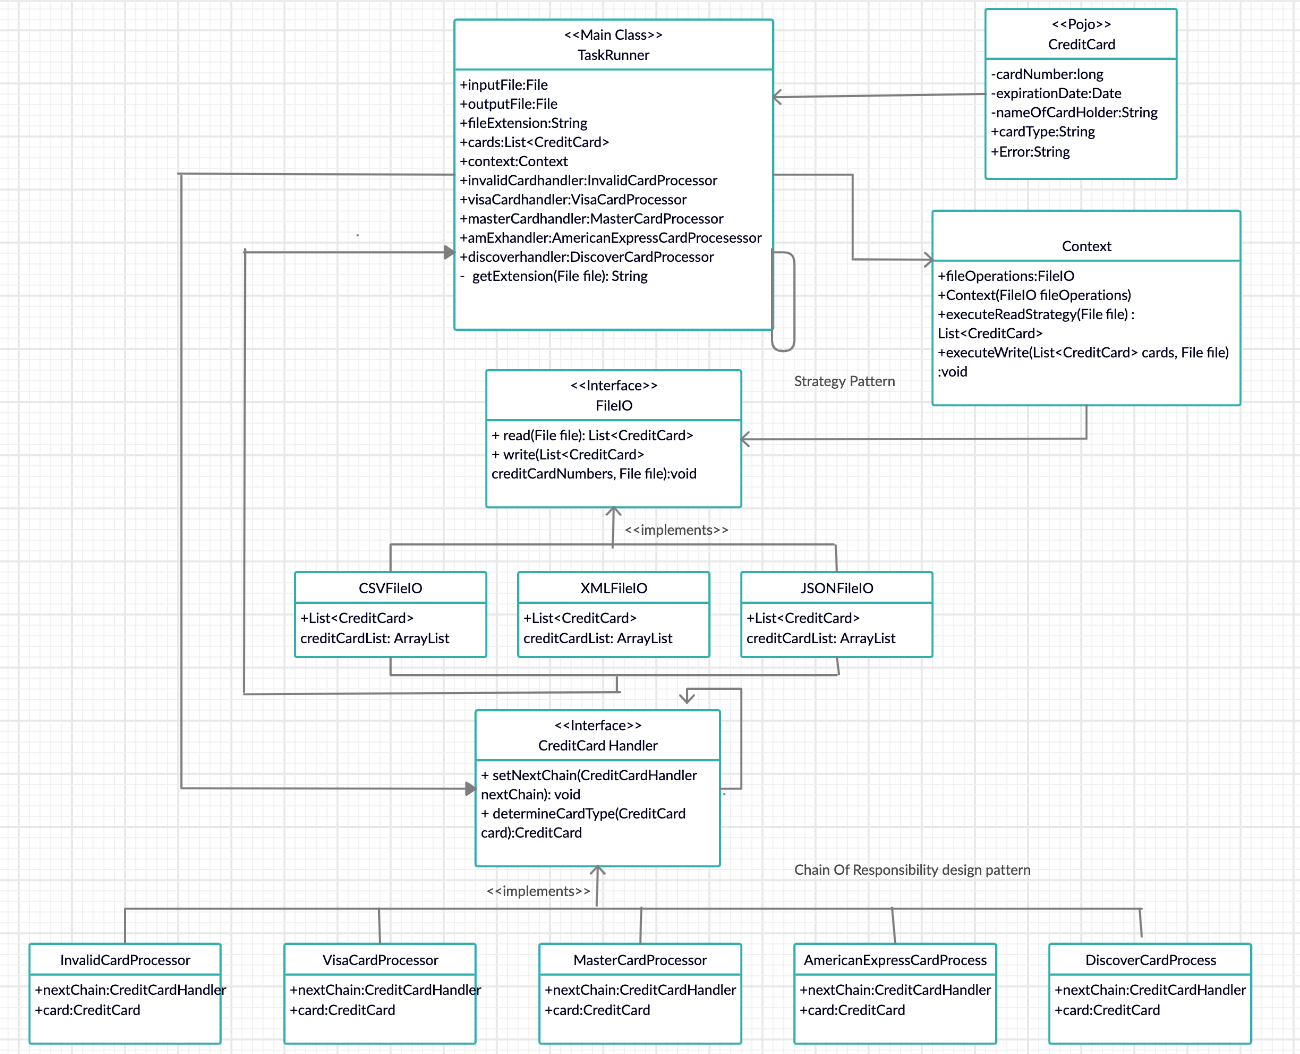 <<Main Class>>
TaskRunner
+inputFile:File
+outputFile:File
+fileExtension:String
+cards:List<CreditCard>
+context:Context
+invalidCardhandler:InvalidCardProcessor
+visaCardhandler:VisaCardProcessor
+masterCardhandler:MasterCardProcessor
+amExhandler:AmericanExpressCardProcesessor
+discoverhandler:DiscoverCardProcessor
- getExtension(File file): String
<<Pojo>>
CreditCard
-cardNumber:long
-expirationDate:Date
-nameOfCardHolder:String
+cardType:String
+Error:String
Context
+fileOperations:FileIO
+Context(FileIO fileOperations)
+executeReadStrategy(File file) :
List<CreditCard>
+executeWrite(List<CreditCard> cards, File file)
:void
Strategy Pattern
<<Interface>>
FileIO
+ read(File file): List<CreditCard>
+ write(List<CreditCard>
creditCardNumbers, File file):void
<<implements>>
CSVFileIO
+List<CreditCard>
creditCardList: ArrayList
XMLFileIO
+List<CreditCard>
creditCardList: ArrayList
JSONFileIO
+List<CreditCard>
creditCardList: ArrayList
<<Interface>>
CreditCard Handler
+ setNextChain(CreditCardHandler
nextChain): void
+ determineCardType(CreditCard
card):CreditCard
Chain Of Responsibility design pattern
<<implements>>
InvalidCardProcessor
+nextChain:CreditCardHandler
+card:CreditCard
VisaCardProcessor
+nextChain:CreditCardHandler
+card:CreditCard
MasterCardProcessor
+nextChain:CreditCardHandler
+card:CreditCard
AmericanExpressCardProcess
+nextChain:CreditCardHandler
+card:CreditCard
DiscoverCardProcess
+nextChain:CreditCardHandler
+card:CreditCard